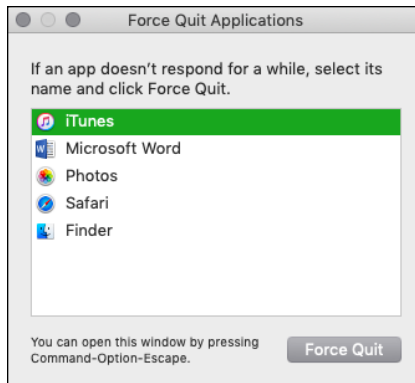 Force Quit Applications
If an app doesn’t respond for a while, select its
name and click Force Quit.
iTunes
Microsoft Word
Photos
Safari
Finder
You can open this window by pressing
Command-Option-Escape.
Force Quit